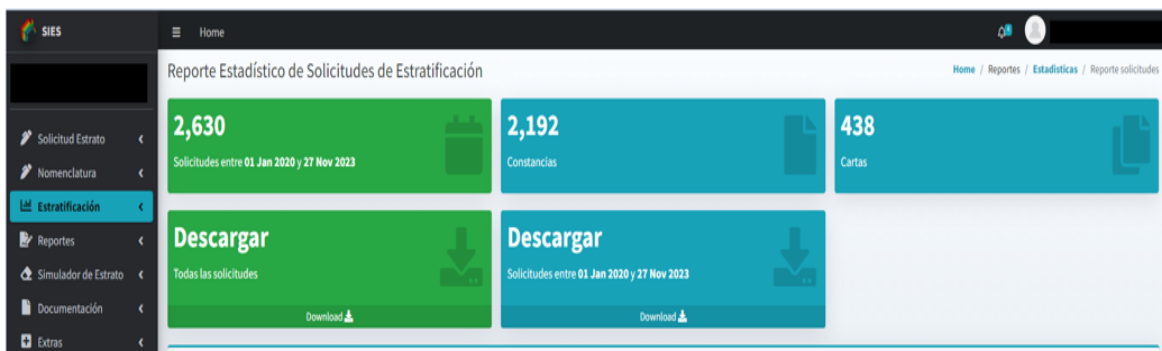 SIES
Home
Solicitud Estrato
Nomenclatura
Estratificación
Reportes
Simulador de Estrato
Documentación
Extras
Reporte Estadístico de Solicitudes de Estratificación
Home / Reportes / Estadísticas / Reporte solicitudes
2,630
Solicitudes entre 01 Jan 2020 y 27 Nov 2023
2,192
Constancias
438
Cartas
Descargar
Todas las solicitudes
Download
Descargar
Solicitudes entre 01 Jan 2020 y 27 Nov 2023
Download